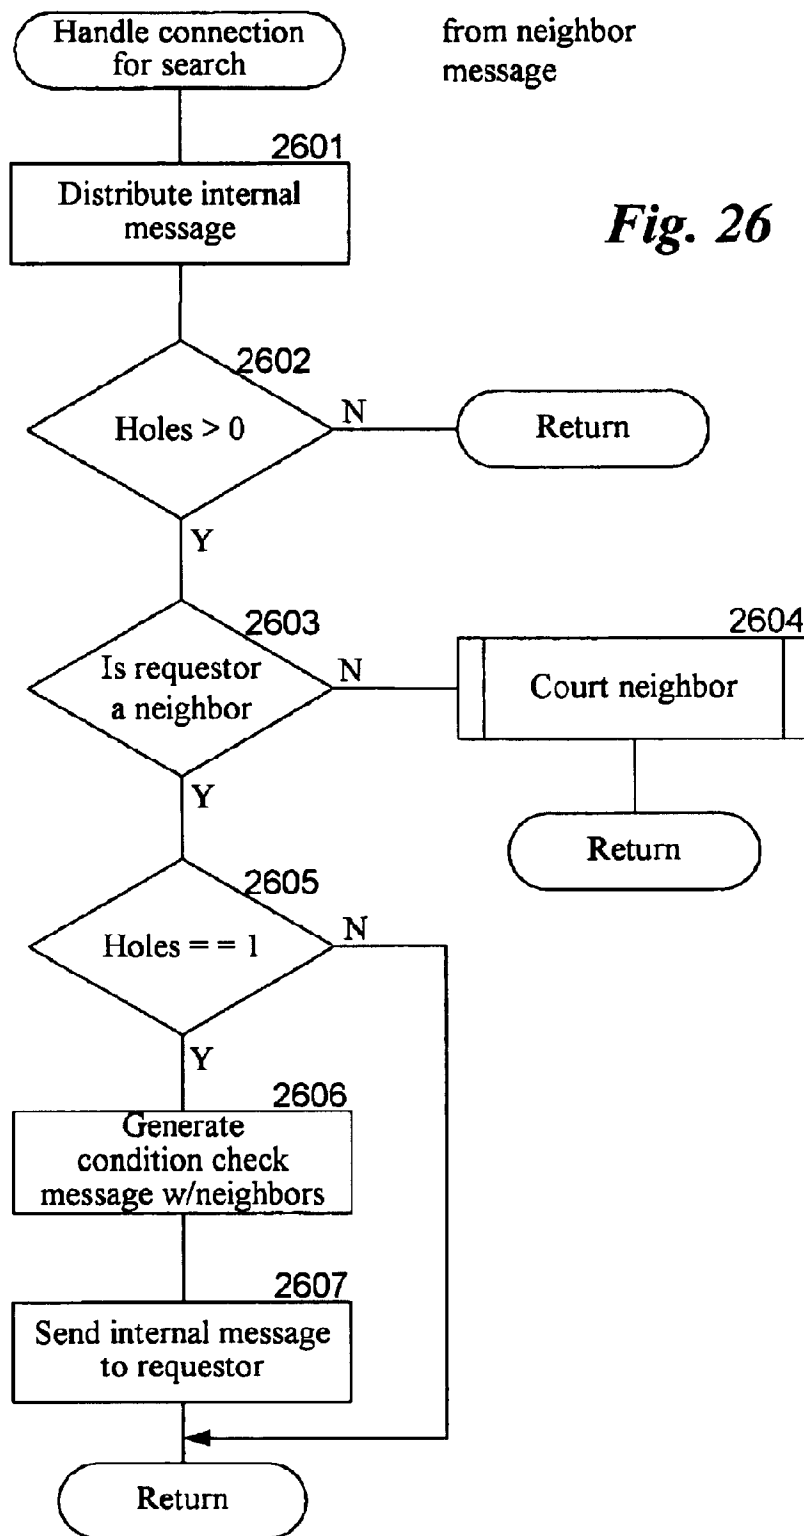 Handle connection
for search
from neighbor
message
2601
Distribute internal
message
Fig. 26
2602
Holes > 0
N
Return
Y
2603
Is requestor
a neighbor
N
2604
Court neighbor
Y
Return
2605
Holes = = 1
N
Y
2606
Generate
condition check
message w/neighbors
2607
Send internal message
to requestor
Return